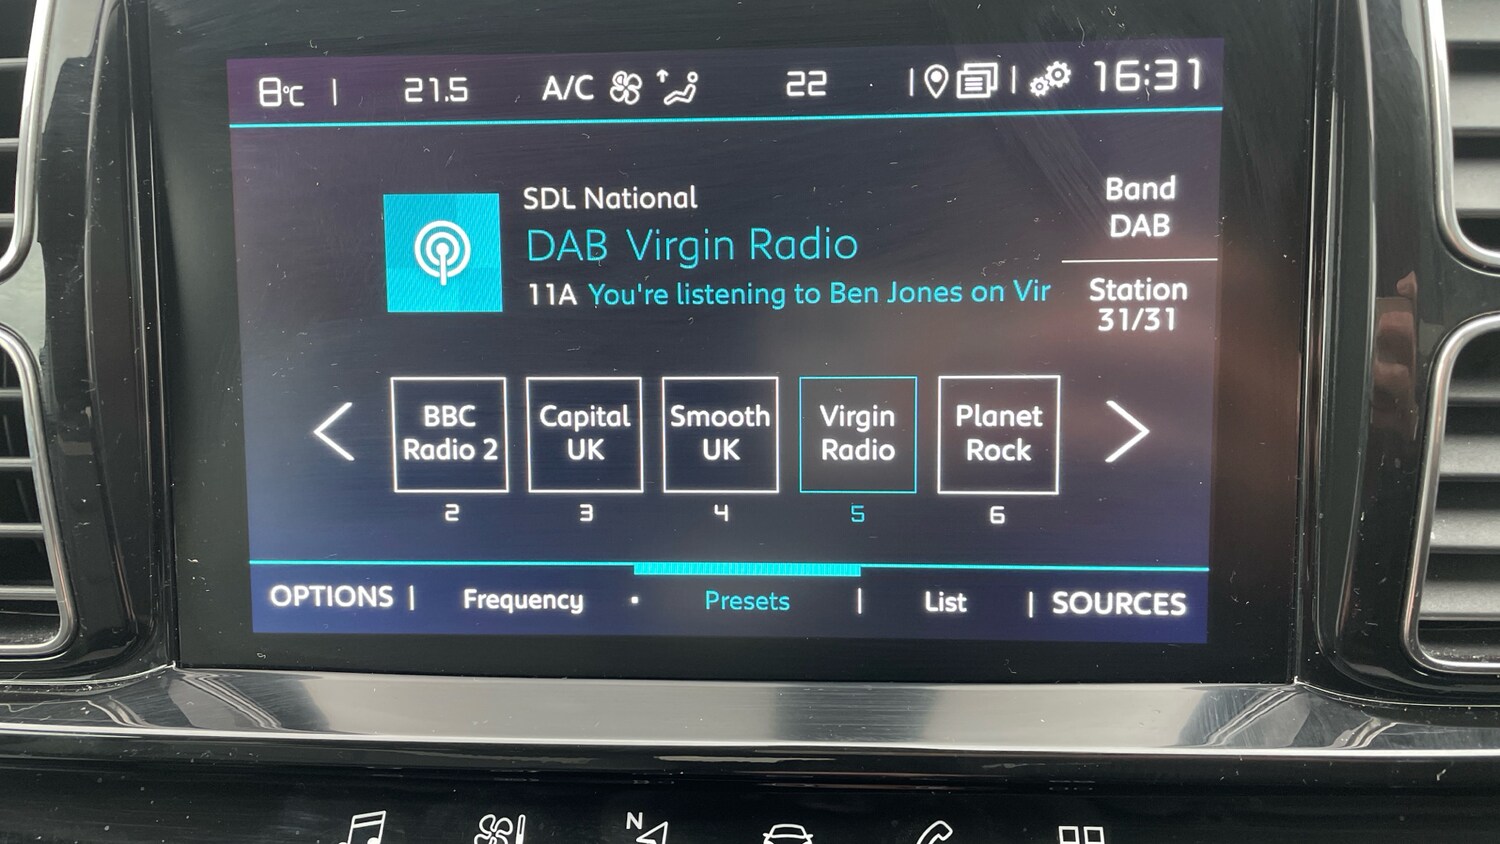 8°C | 21.5 A/C 22 | | 16:31
SDL National
DAB Virgin Radio
11A You're listening to Ben Jones on Vir
Band
DAB
Station
31/31
BBC
Radio 2
Capital
UK
Smooth
UK
Virgin
Radio
Planet
Rock
2 3 4 5 6
OPTIONS | Frequency · Presets | List | SOURCES
N